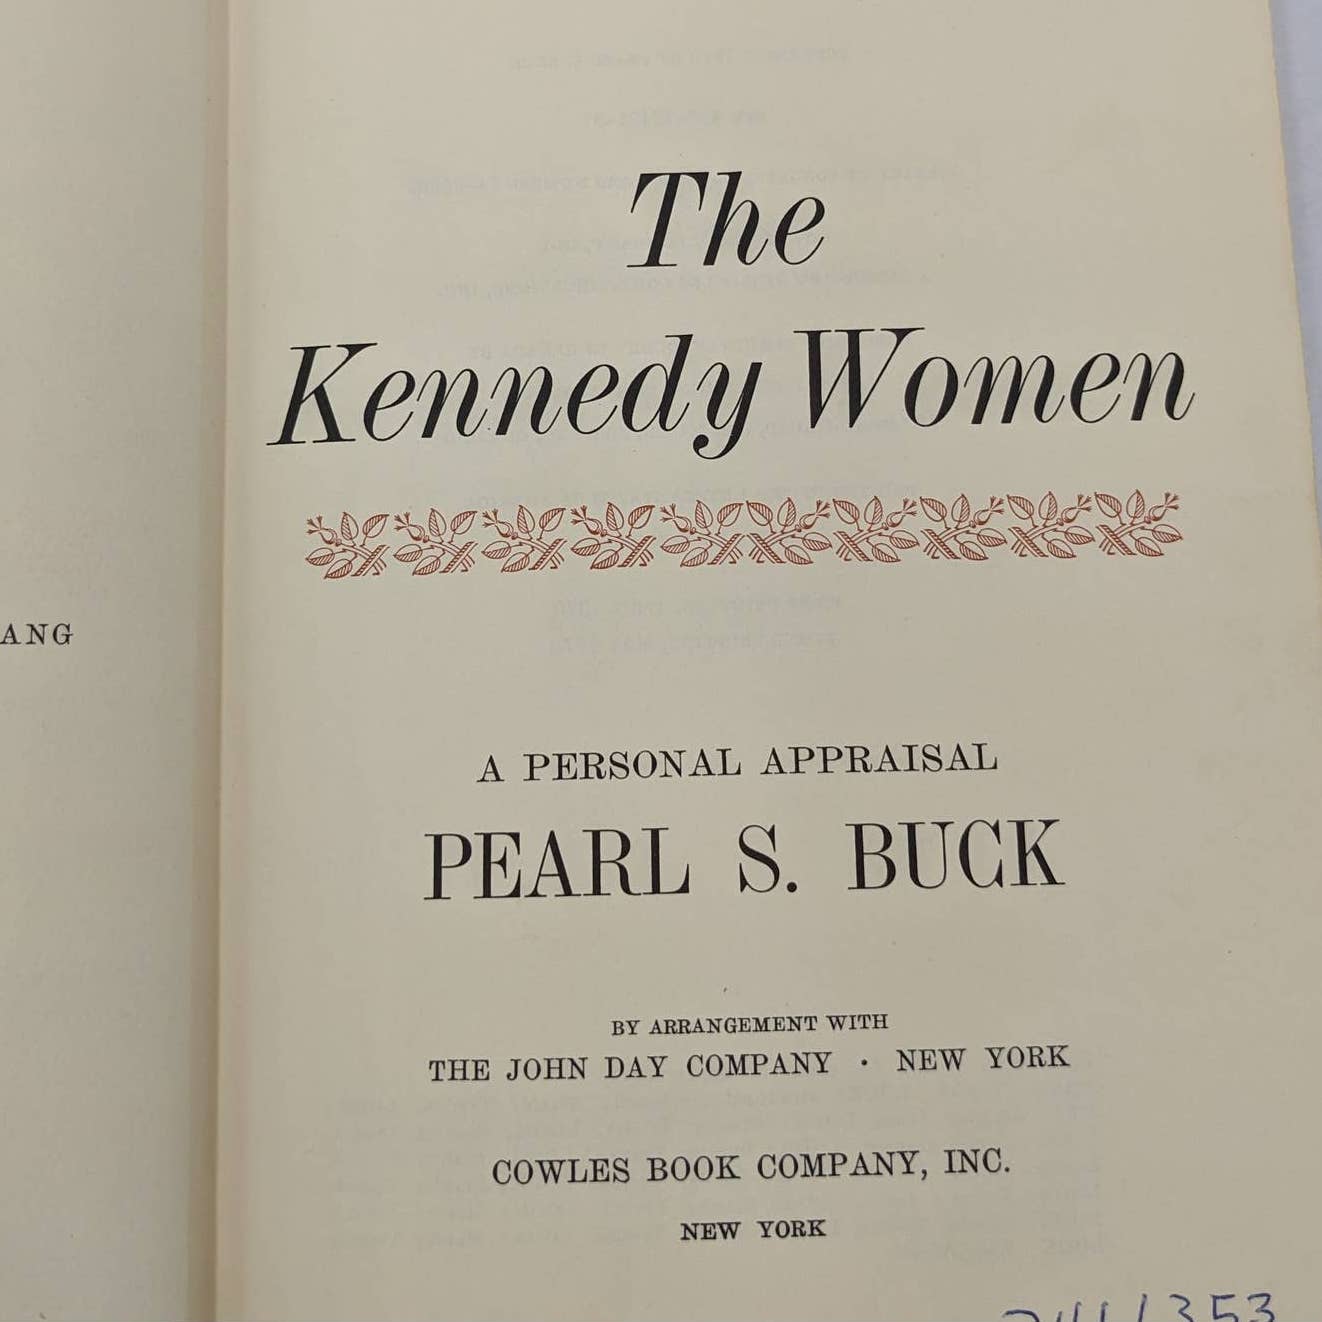 ANG
The
Kennedy Women
A PERSONAL APPRAISAL
PEARL S. BUCK
BY ARRANGEMENT WITH
THE JOHN DAY COMPANY · NEW YORK
COWLES BOOK COMPANY, INC.
NEW YORK